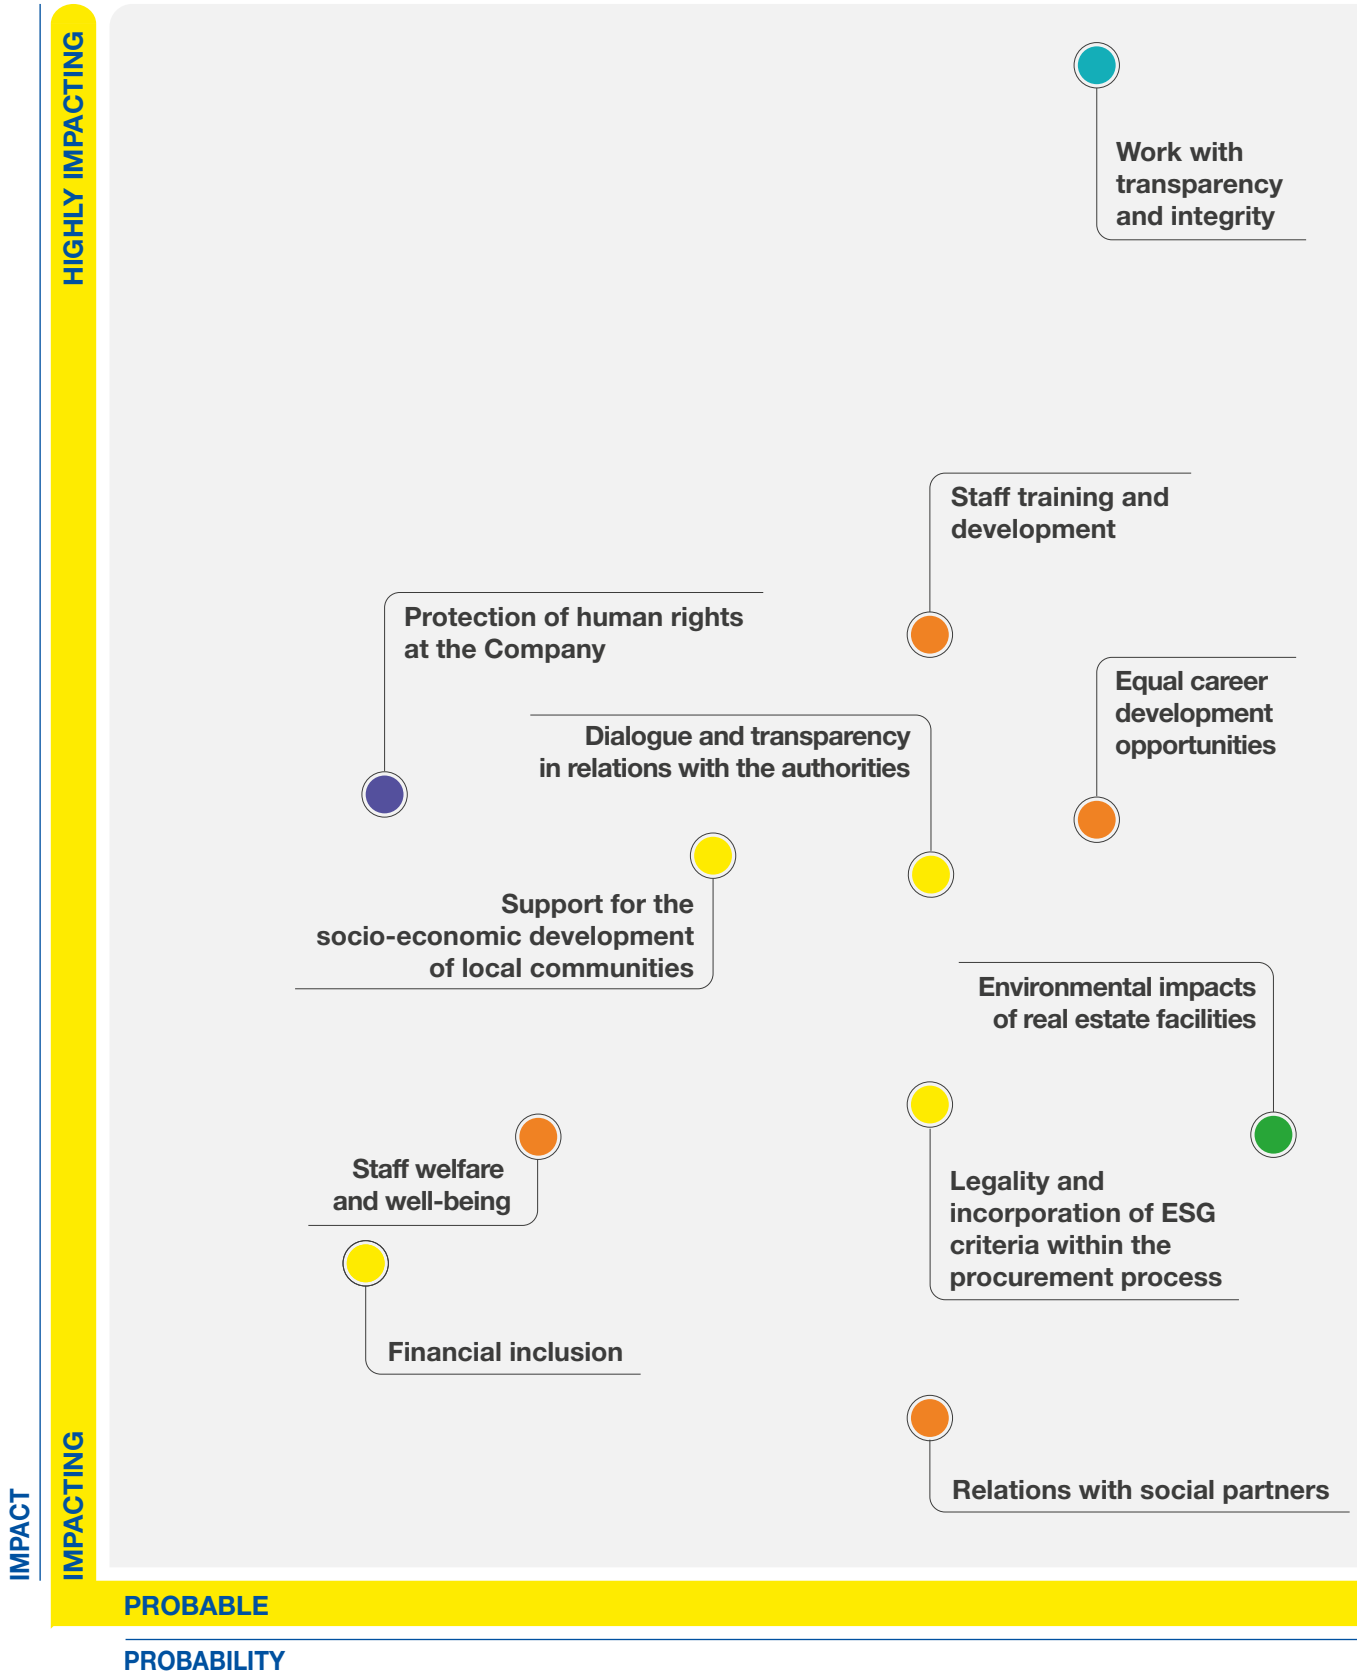 HIGHLY IMPACTING
Work with
transparency
and integrity
Staff training and
development
Protection of human rights
at the Company
Equal career
development
opportunities
Dialogue and transparency
in relations with the authorities
Support for the
socio-economic development
of local communities
Environmental impacts
of real estate facilities
Staff welfare
and well-being
Legality and
incorporation of ESG
criteria within the
procurement process
Financial inclusion
Relations with social partners
IMPACTING
IMPACT
PROBABLE
PROBABILITY